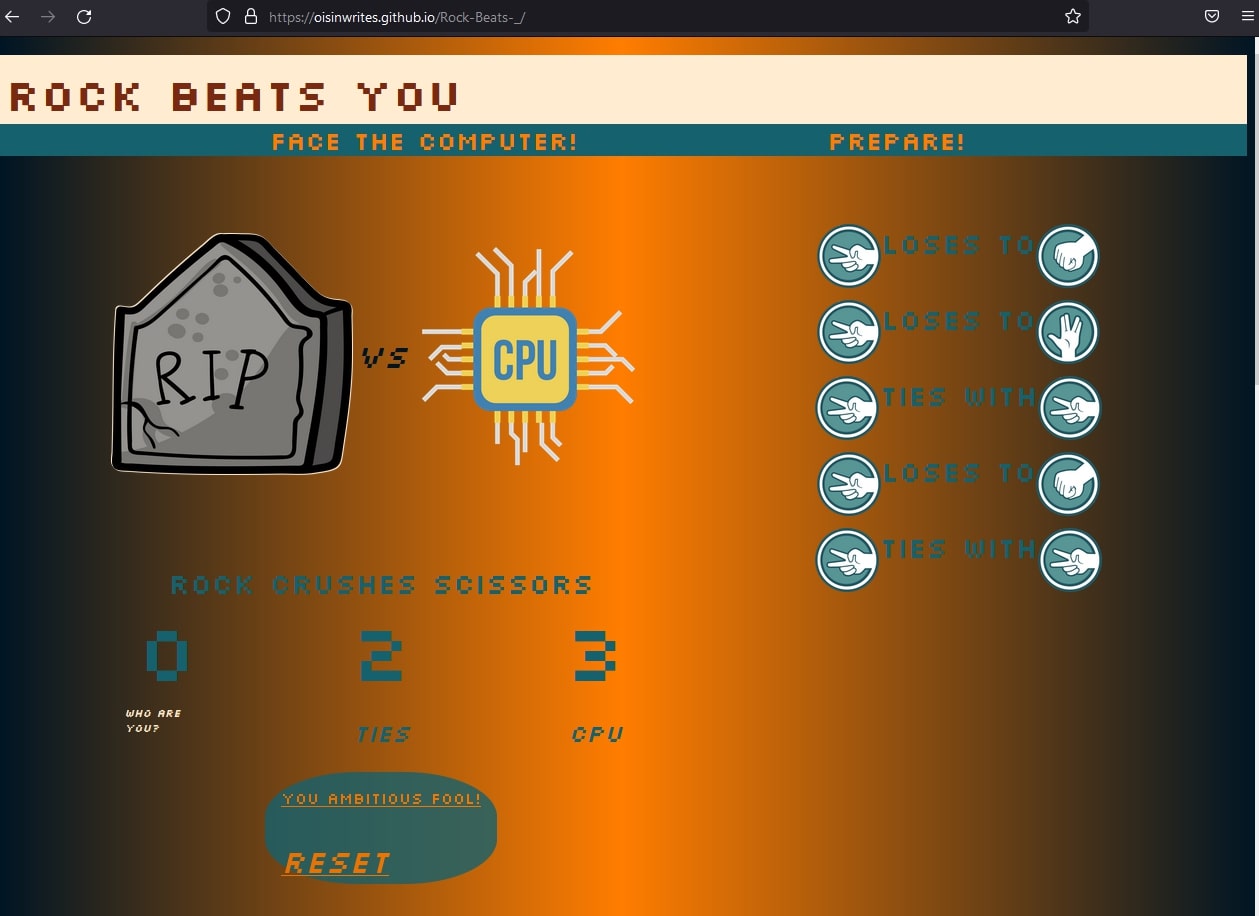 https://oisinwrites.github.io/Rock-Beats-_/
ROCK BEATS YOU
FACE THE COMPUTER!
PREPARE!
RIP
VS
CPU
LOSES TO
LOSES TO
TIES WITH
LOSES TO
TIES WITH
ROCK CRUSHES SCISSORS
0 2 3
WHO ARE
YOU?
TIES
CPU
YOU AMBITIOUS FOOL!
RESET